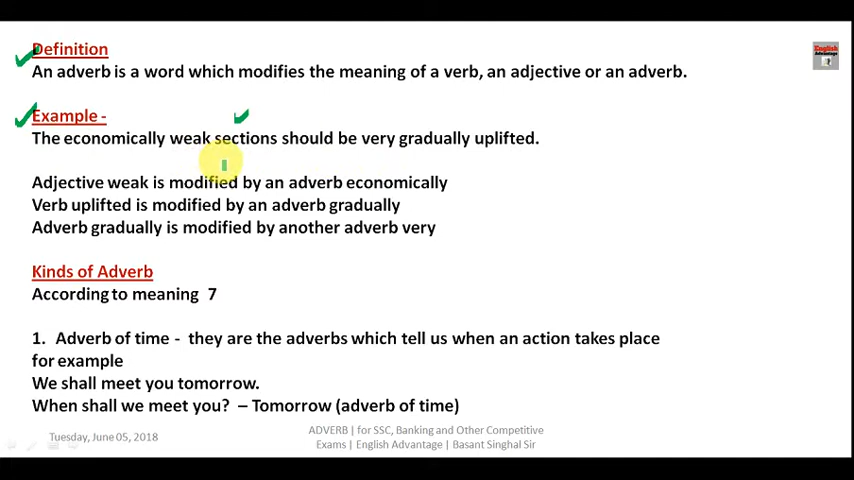 Definition
English
Advantage
An adverb is a word which modifies the meaning of a verb, an adjective or an adverb.
Example -
The economically weak sections should be very gradually uplifted.
Adjective weak is modified by an adverb economically
Verb uplifted is modified by an adverb gradually
Adverb gradually is modified by another adverb very
Kinds of Adverb
According to meaning 7
1. Adverb of time - they are the adverbs which tell us when an action takes place
for example
We shall meet you tomorrow.
When shall we meet you? – Tomorrow (adverb of time)
Tuesday, June 05, 2018
ADVERB | for SSC, Banking and Other Competitive
Exams | English Advantage | Basant Singhal Sir